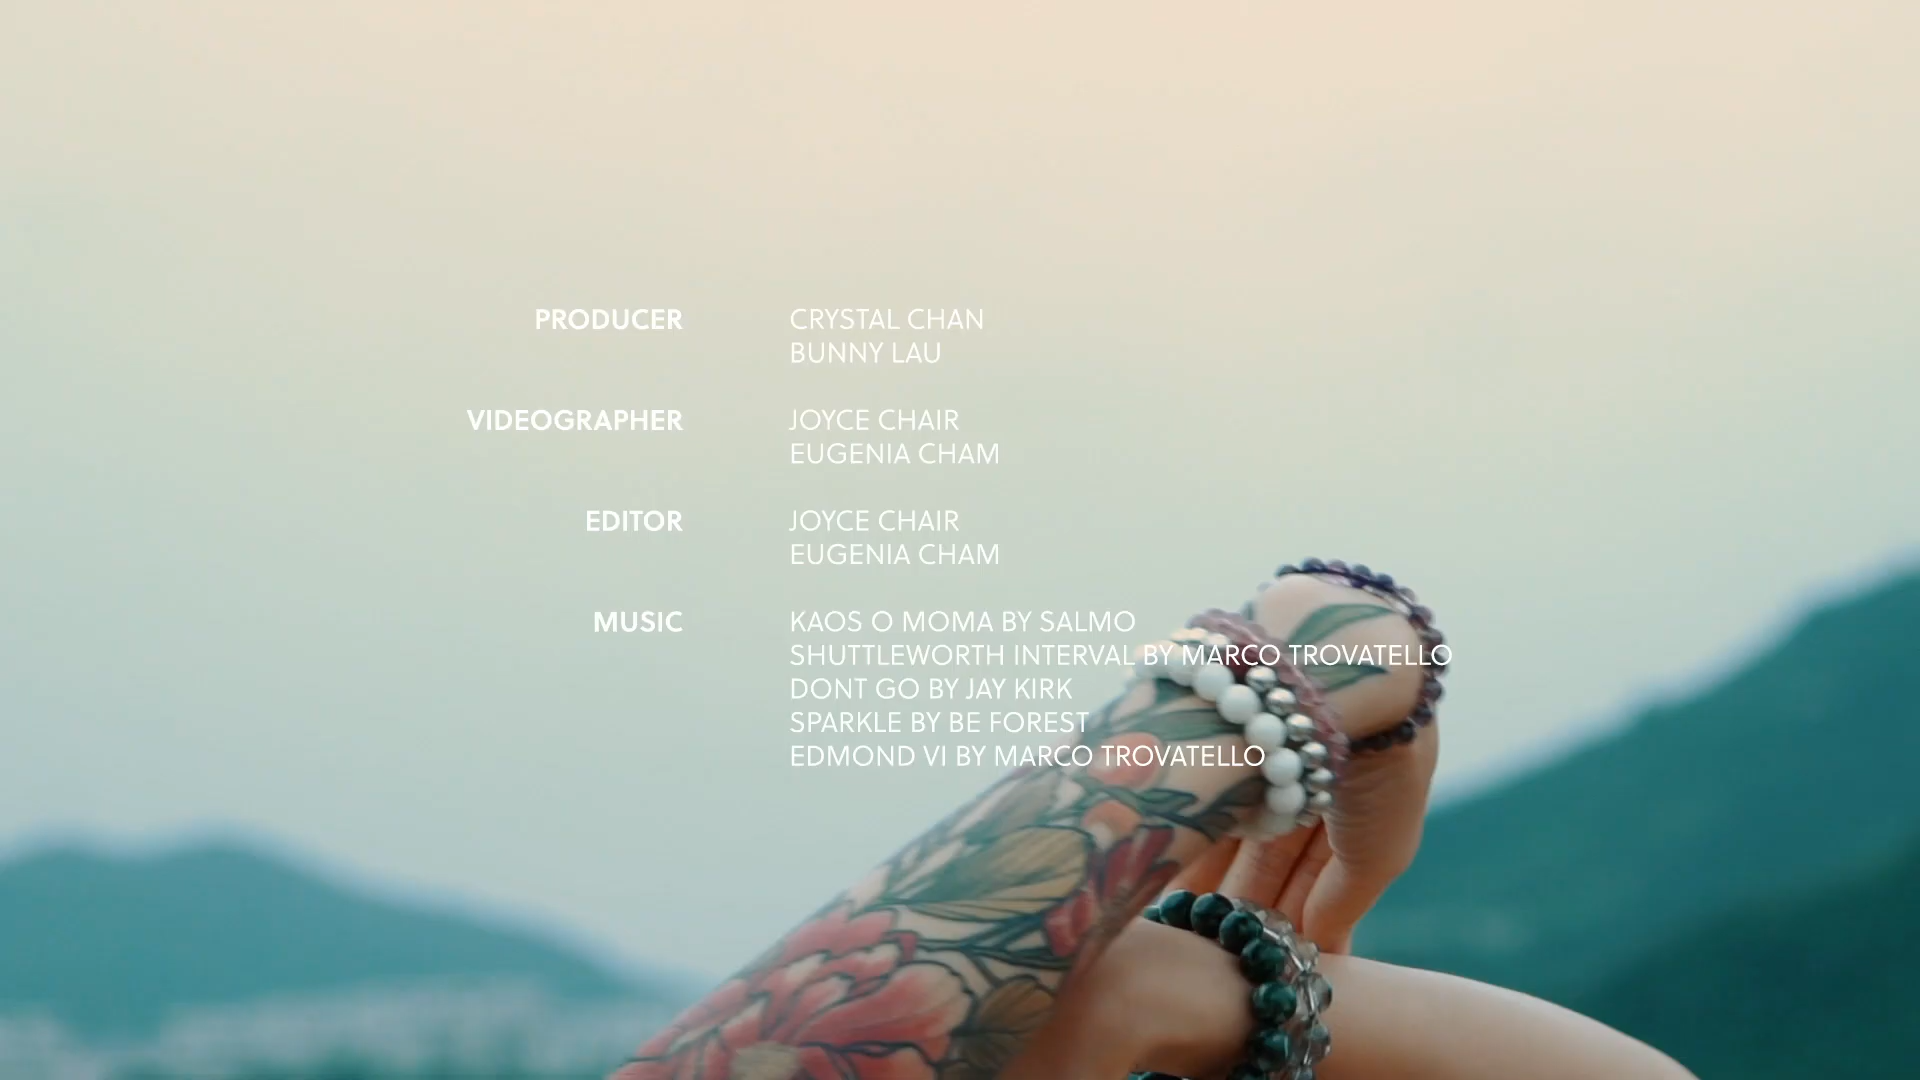 PRODUCER CRYSTAL CHAN
BUNNY LAU
VIDEOGRAPHER JOYCE CHAIR
EUGENIA CHAM
EDITOR JOYCE CHAIR
EUGENIA CHAM
MUSIC KAOS O MOMA BY SALMO
SHUTTLEWORTH INTERVAL BY MARCO TROVATELLO
DONT GO BY JAY KIRK
SPARKLE BY BE FOREST
EDMOND VI BY MARCO TROVATELLO